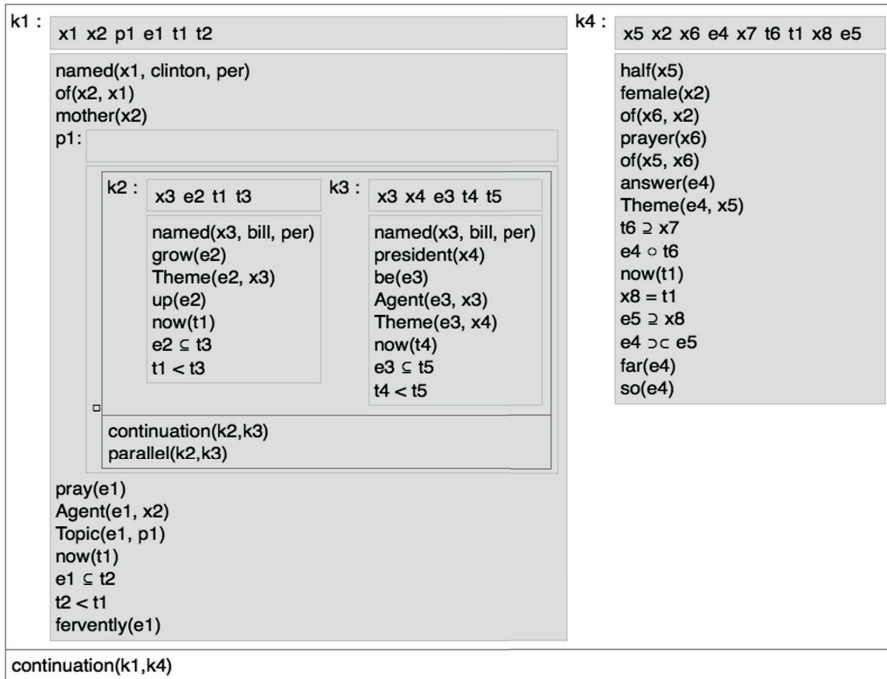 k1 :
x1 x2 p1 e1 t1 t2
named(x1, clinton, per)
of(x2, x1)
mother(x2)
p1:
k2 :
x3 e2 t1 t3
named(x3, bill, per)
grow(e2)
Theme(e2, x3)
up(e2)
now(t1)
e2 ⊆ t3
t1 < t3
k3 :
x3 x4 e3 t4 t5
named(x3, bill, per)
president(x4)
be(e3)
Agent(e3, x3)
Theme(e3, x4)
now(t4)
e3 ⊆ t5
t4 < t5
□
continuation(k2,k3)
parallel(k2,k3)
pray(e1)
Agent(e1, x2)
Topic(e1, p1)
now(t1)
e1 ⊆ t2
t2 < t1
fervently(e1)
k4 :
x5 x2 x6 e4 x7 t6 t1 x8 e5
half(x5)
female(x2)
of(x6, x2)
prayer(x6)
of(x5, x6)
answer(e4)
Theme(e4, x5)
t6 ⊇ x7
e4 ○ t6
now(t1)
x8 = t1
e5 ⊇ x8
e4 ⊃⊂ e5
far(e4)
so(e4)
continuation(k1,k4)